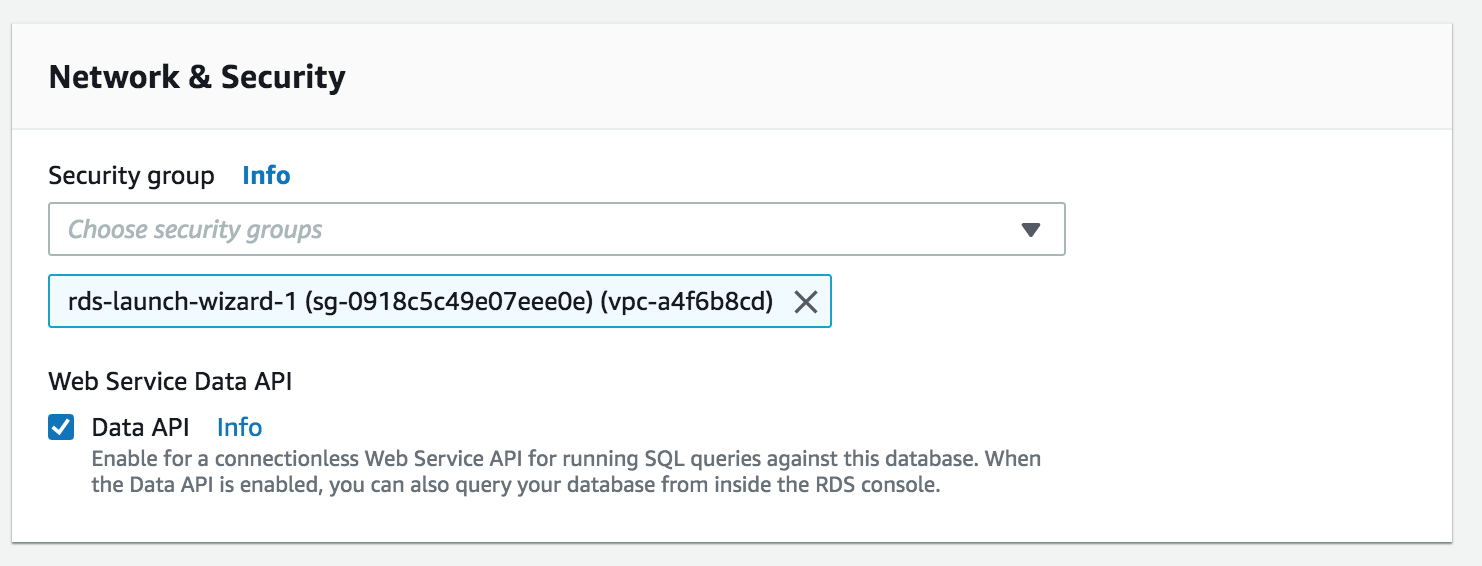 Network & Security
Security group Info
Choose security groups
rds-launch-wizard-1 (sg-0918c5c49e07eee0e) (vpc-a4f6b8cd)
Web Service Data API
Data API Info
Enable for a connectionless Web Service API for running SQL queries against this database. When
the Data API is enabled, you can also query your database from inside the RDS console.